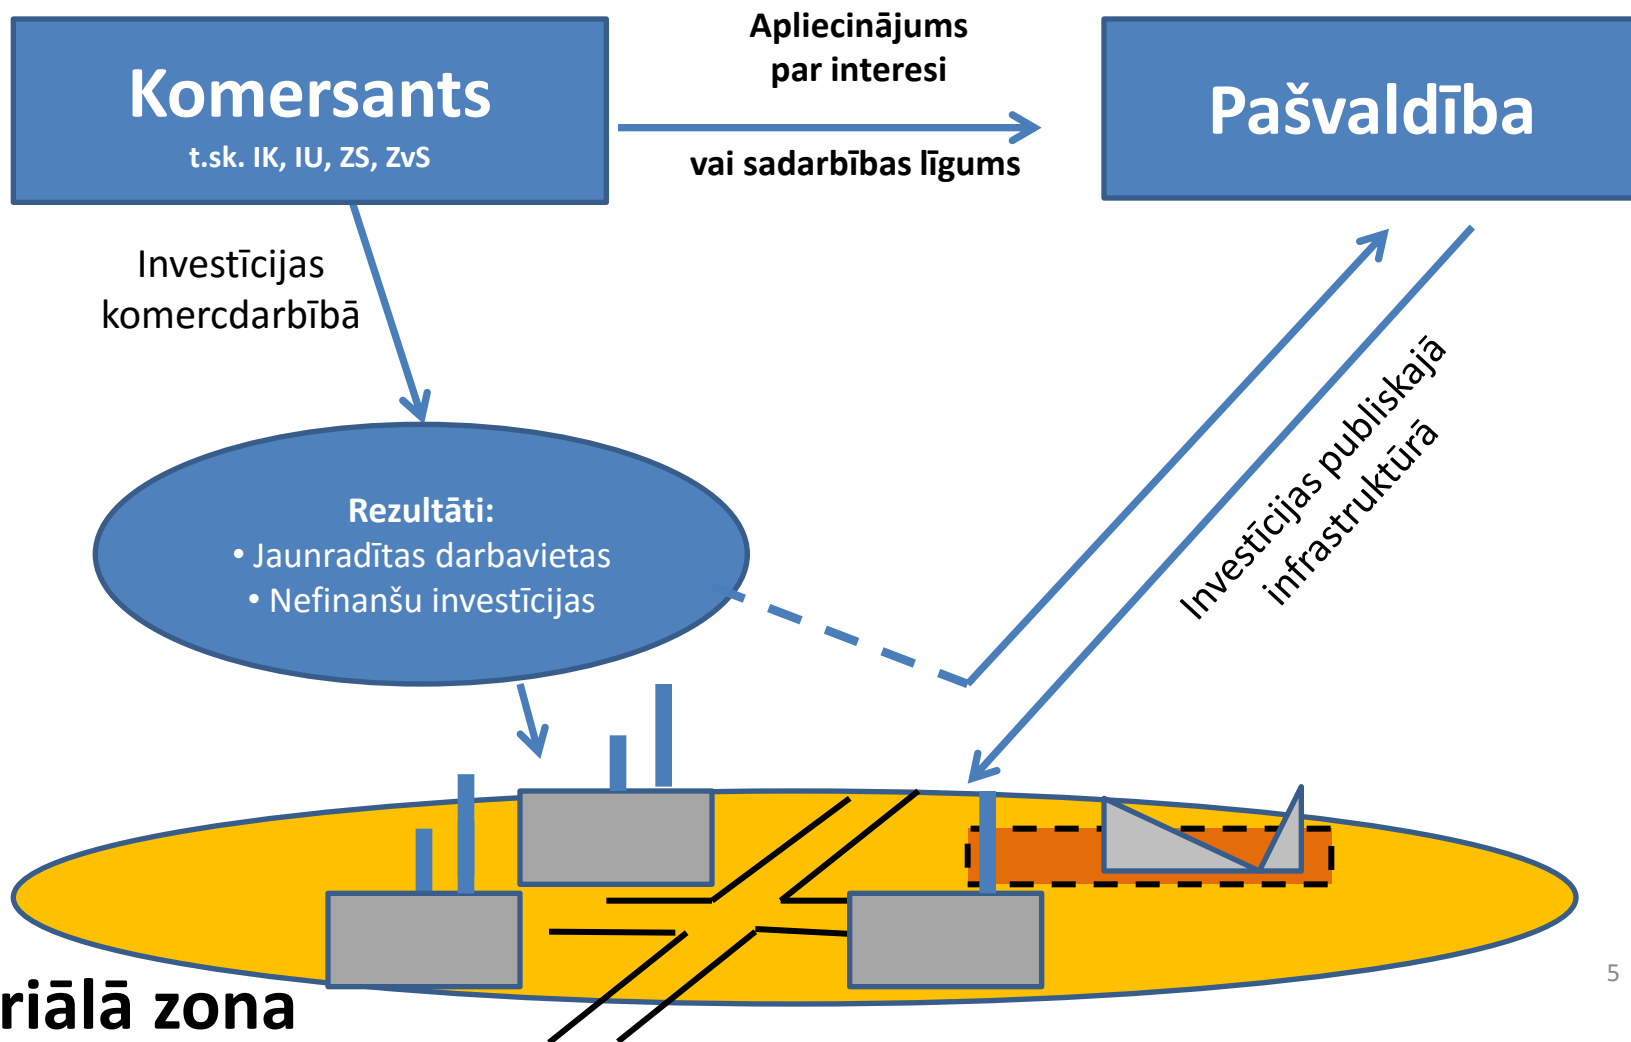 Apliecinājums
par interesi
Komersants
t.sk. IK, IU, ZS, ZvS
vai sadarbības līgums
Pašvaldība
Investīcijas
komercdarbībā
Investīcijas publiskajā
infrastruktūrā
Rezultāti:
• Jaunradītas darbavietas
• Nefinanšu investīcijas
riālā zona
5